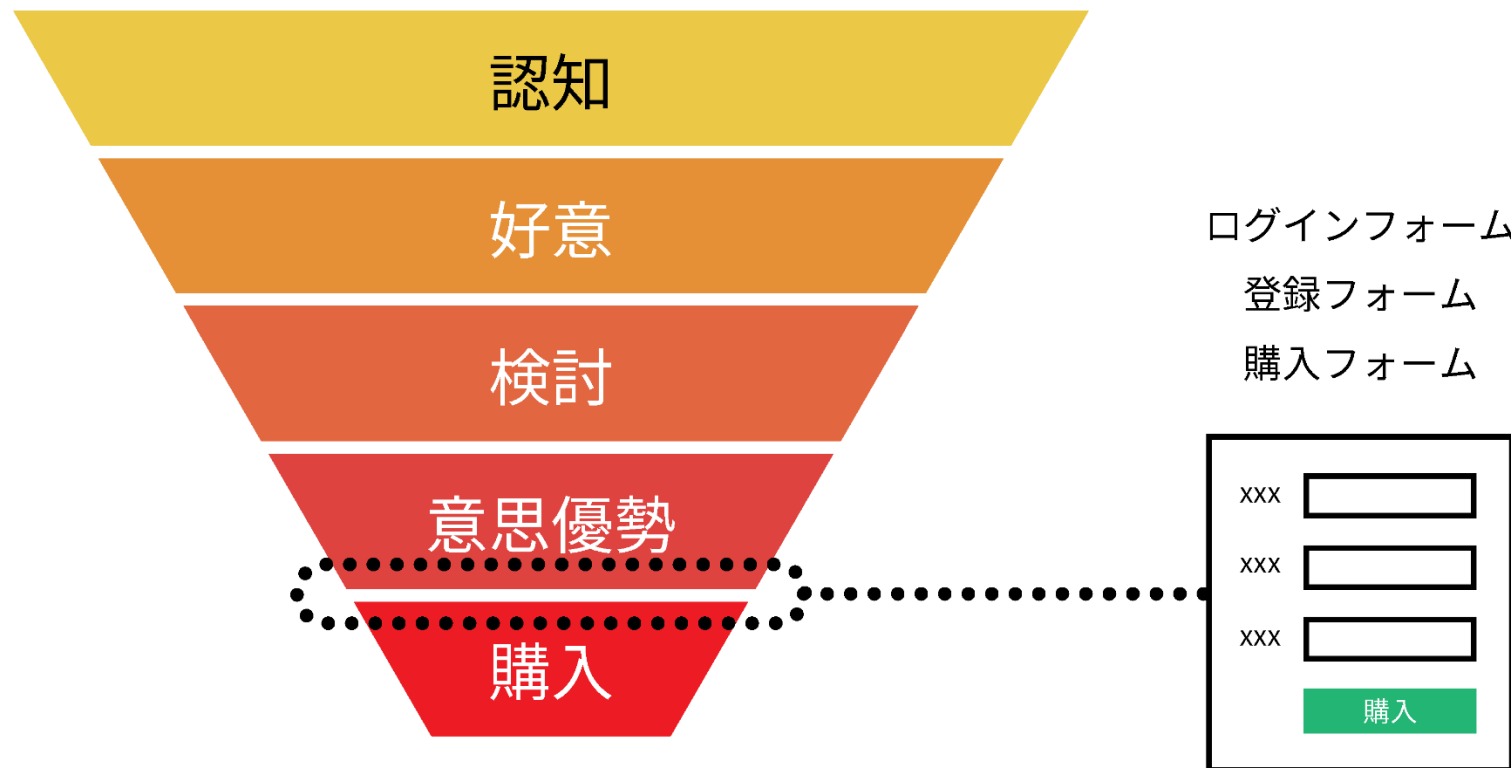 認知
好意
検討
意思優勢
購入
ログインフォーム
登録フォーム
購入フォーム
xxx
xxx
xxx
購入